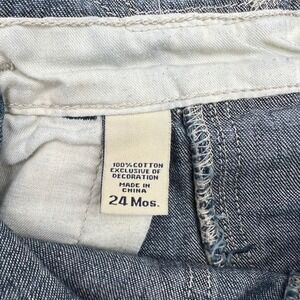 100% COTTON
EXCLUSIVE OF
DECORATION
MADE IN
CHINA
24 Mos.